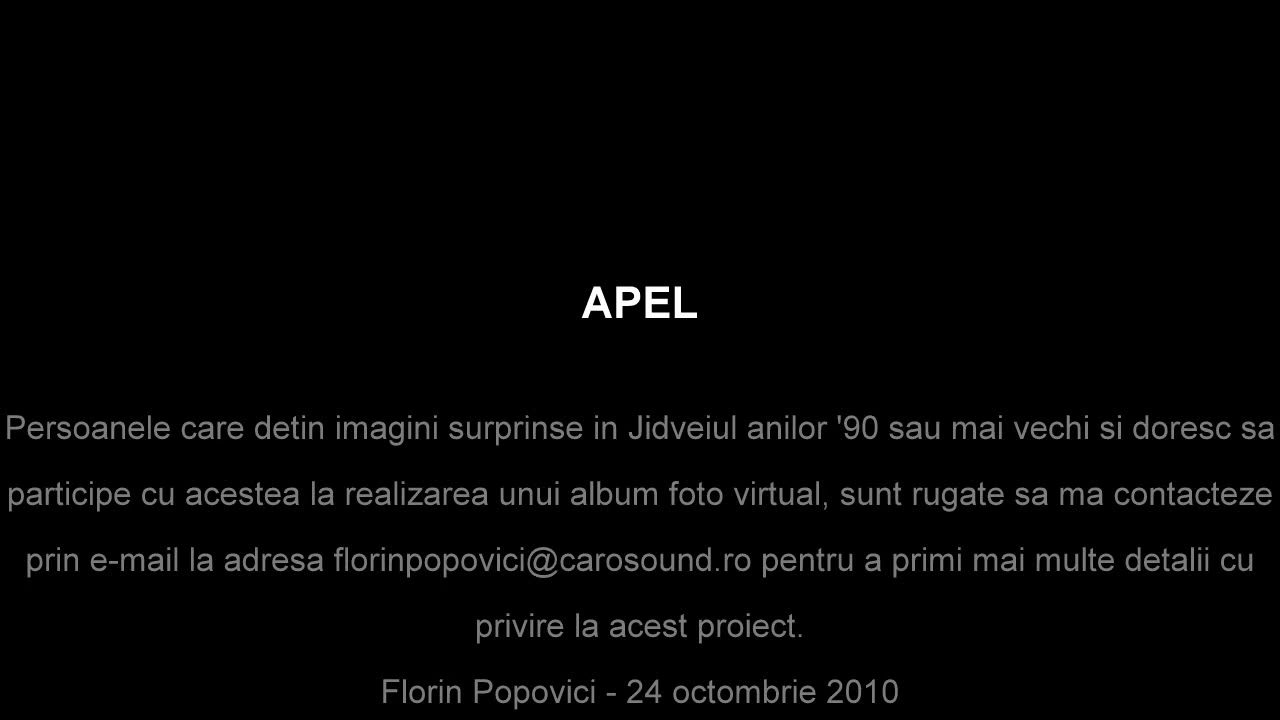 APEL
Persoanele care detin imagini surprinse in Jidveiul anilor '90 sau mai vechi si doresc sa
participe cu acestea la realizarea unui album foto virtual, sunt rugate sa ma contacteze
prin e-mail la adresa florinpopovici@carosound.ro pentru a primi mai multe detalii cu
privire la acest proiect.
Florin Popovici - 24 octombrie 2010